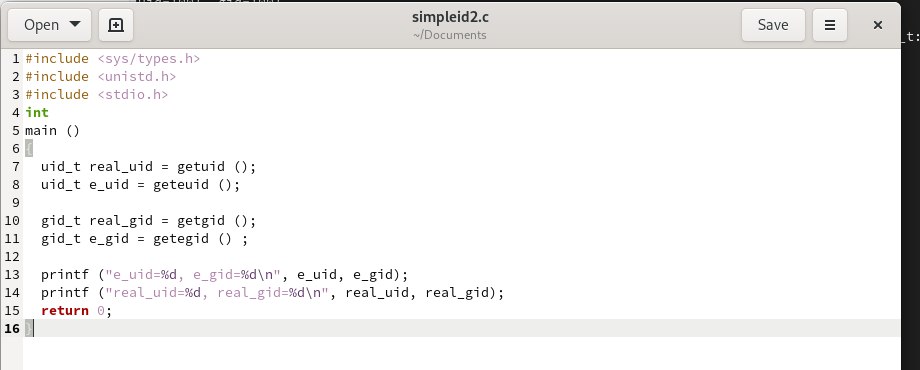 Open
simpleid2.c
~/Documents
Save
_t:
1 #include <sys/types.h>
2 #include <unistd.h>
3 #include <stdio.h>
4 int
5 main ()
6 {
7   uid_t real_uid = getuid ();
8   uid_t e_uid = geteuid ();
9
10   gid_t real_gid = getgid ();
11   gid_t e_gid = getegid () ;
12
13   printf ("e_uid=%d, e_gid=%d\n", e_uid, e_gid);
14   printf ("real_uid=%d, real_gid=%d\n", real_uid, real_gid);
15   return 0;
16 }